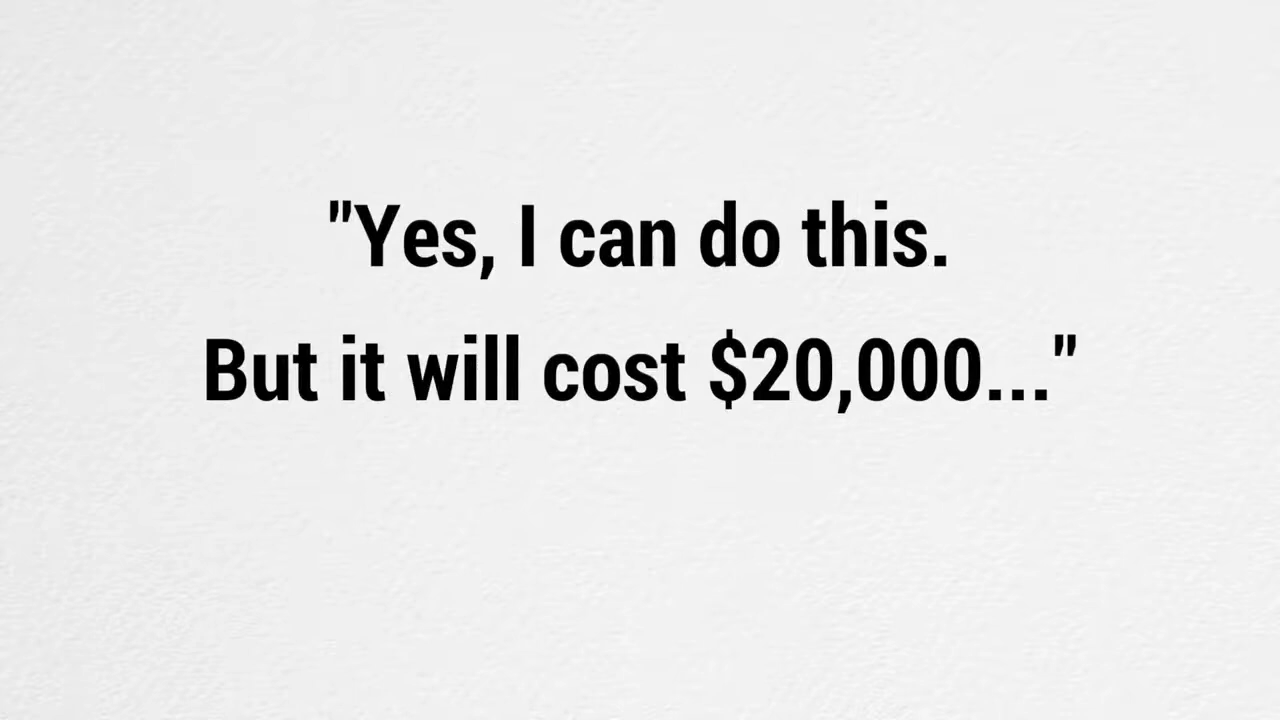 "Yes, I can do this.
But it will cost $20,000..."